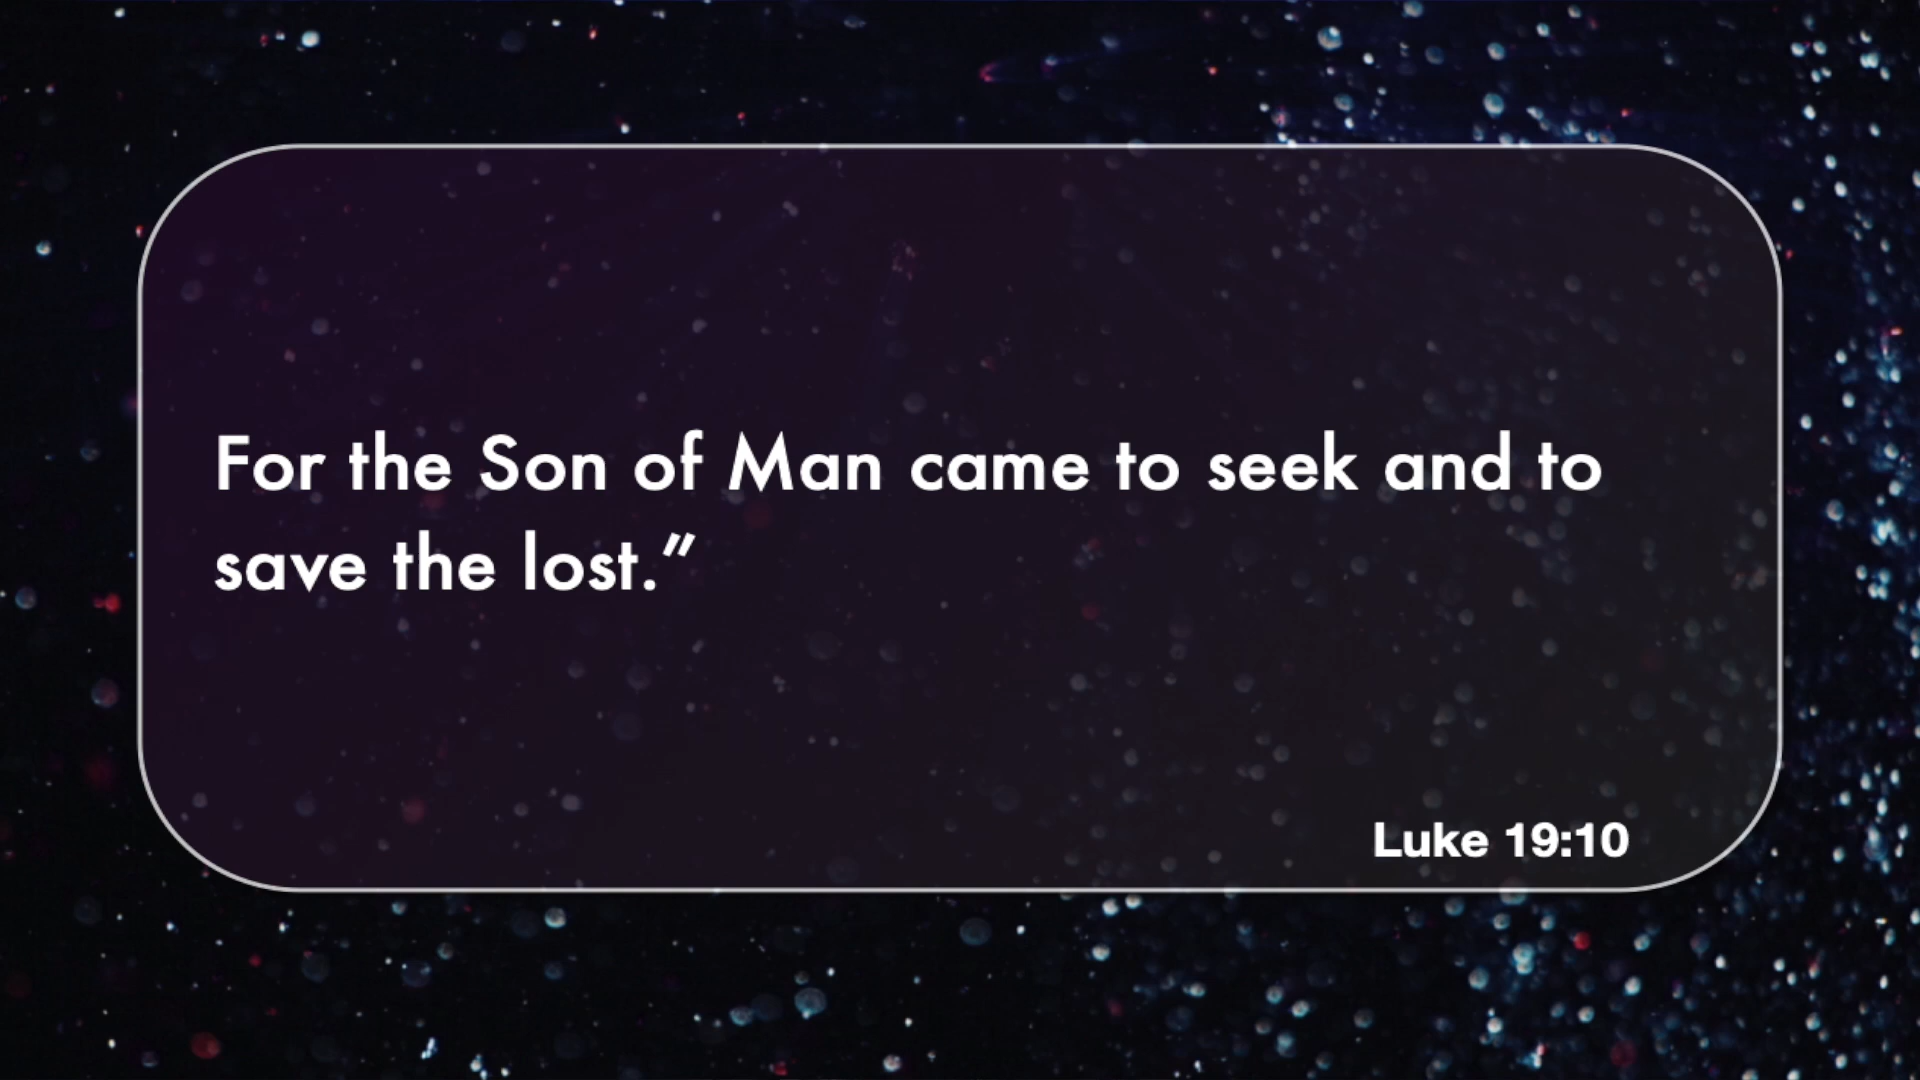 For the Son of Man came to seek and to
save the lost.”
Luke 19:10